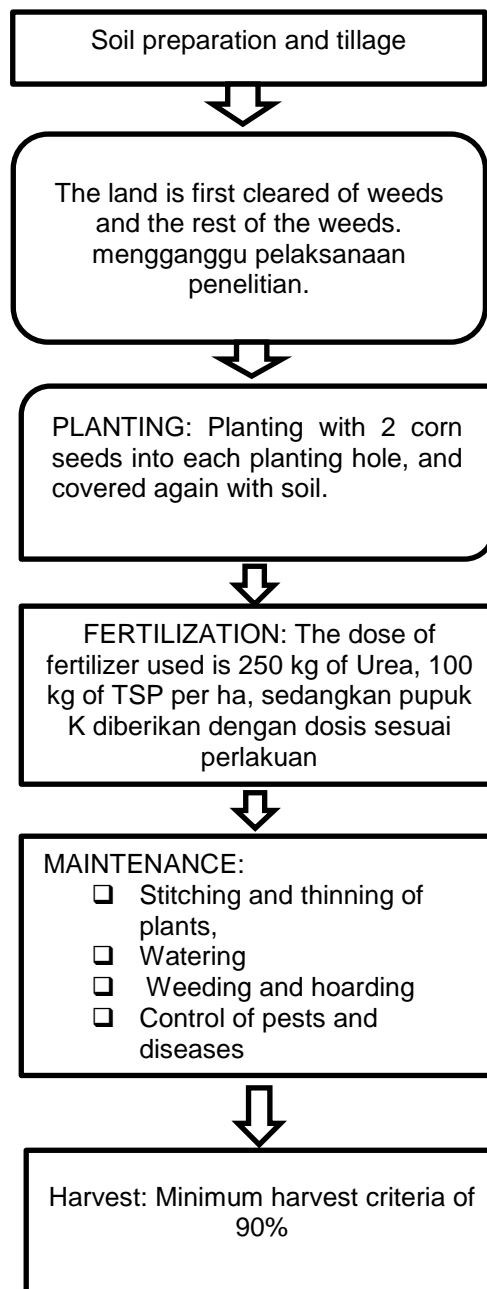 Soil preparation and tillage
The land is first cleared of weeds
and the rest of the weeds.
mengganggu pelaksanaan
penelitian.
PLANTING: Planting with 2 corn
seeds into each planting hole, and
covered again with soil.
FERTILIZATION: The dose of
fertilizer used is 250 kg of Urea, 100
kg of TSP per ha, sedangkan pupuk
K diberikan dengan dosis sesuai
perlakuan
MAINTENANCE:
❑ Stitching and thinning of
plants,
❑ Watering
❑ Weeding and hoarding
❑ Control of pests and
diseases
Harvest: Minimum harvest criteria of
90%